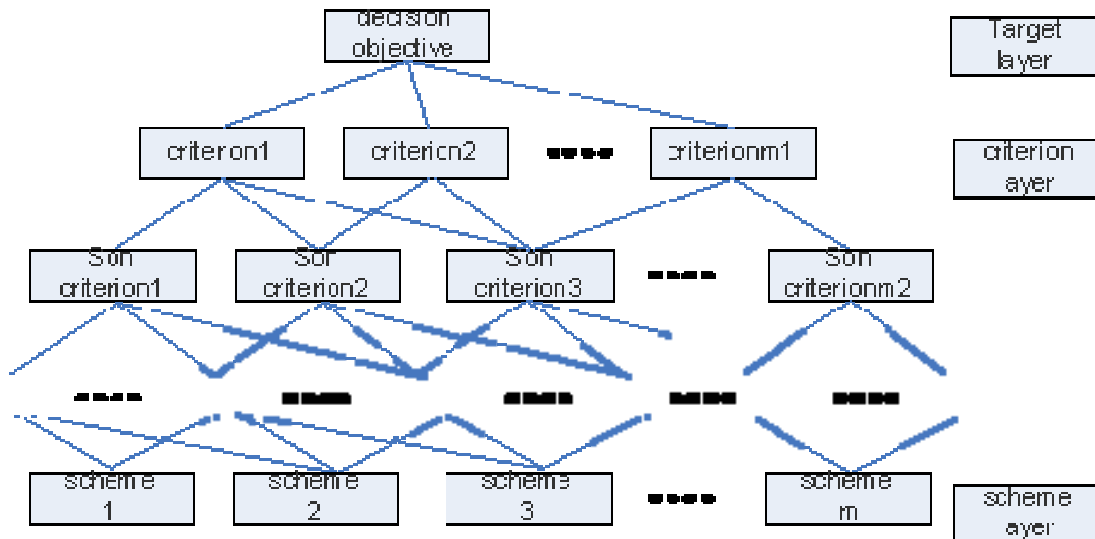 decision
objective
Target
layer
criterion1
criterion2
criterionm1
criterion
layer
Son
criterion1
Son
criterion2
Son
criterion3
Son
criterionm2
scheme
1
scheme
2
scheme
3
scheme
m
scheme
layer